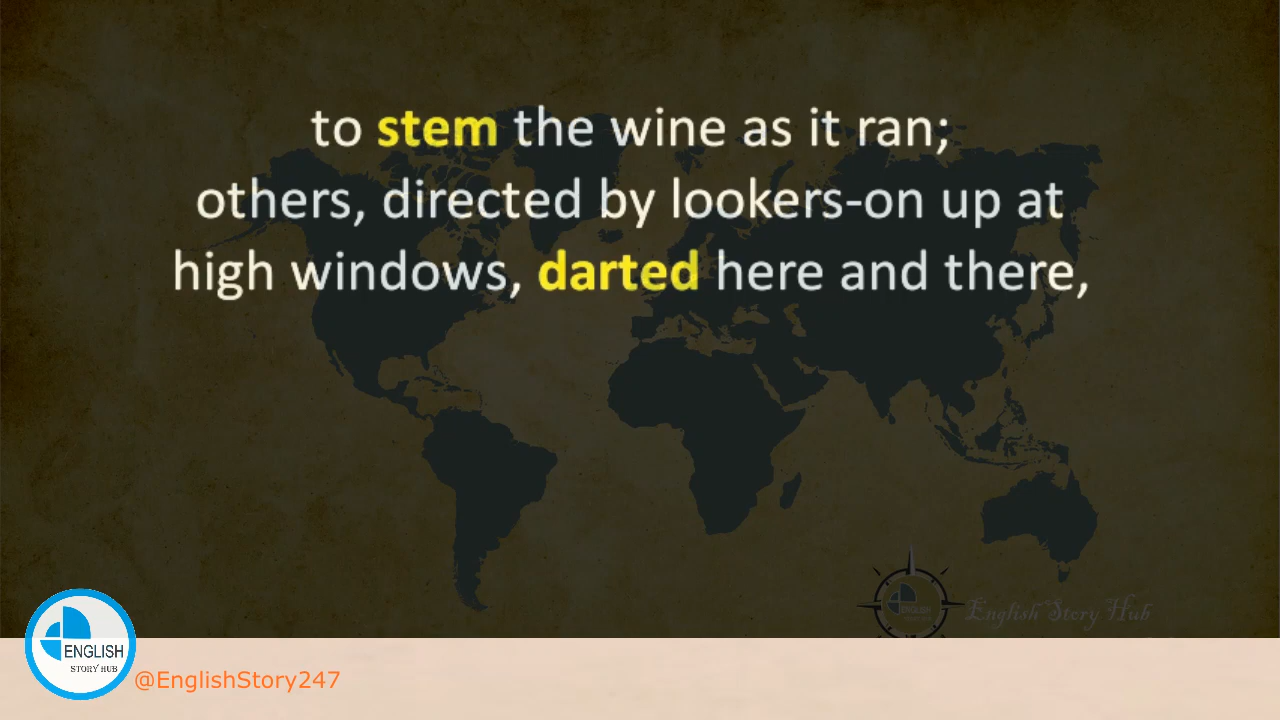 to stem the wine as it ran;
others, directed by lookers-on up at
high windows, darted here and there,
English Story Hub
ENGLISH
STORY HUB
@EnglishStory247